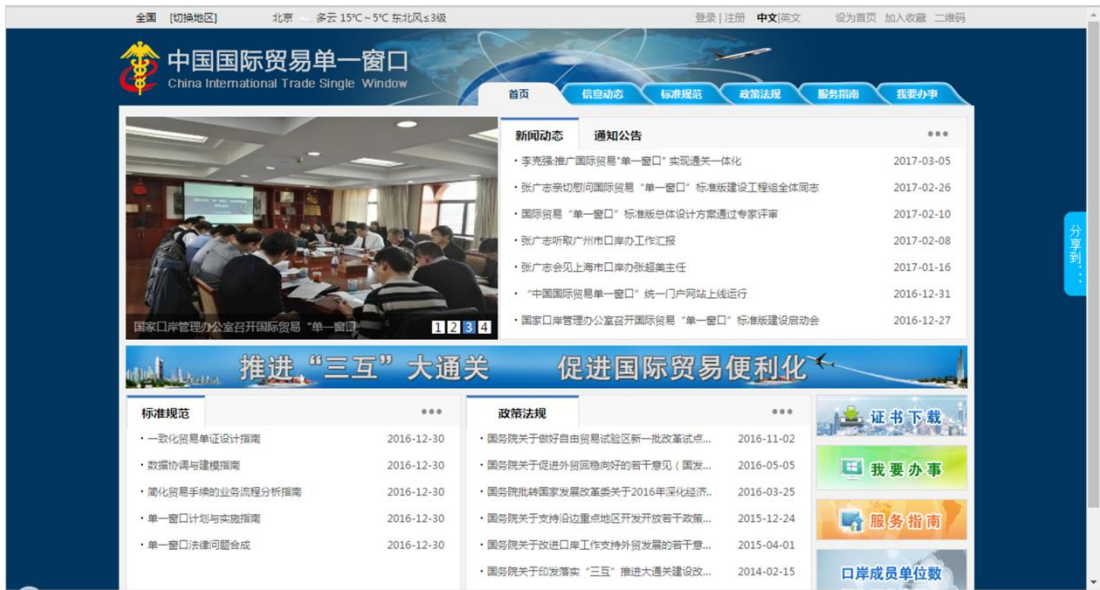 全国 [切换地区] 北京 多云 15℃~5℃ 东北风≤3级 登录 | 注册 中文|英文 设为首页 加入收藏 二维码
中国国际贸易单一窗口
China International Trade Single Window
首页 信息动态 标准规范 政策法规 服务指南 我要办事
新闻动态 通知公告
· 李克强:推广国际贸易"单一窗口" 实现通关一体化 2017-03-05
· 张广志亲切慰问国际贸易“单一窗口”标准版建设工程组全体同志 2017-02-26
· 国际贸易“单一窗口”标准版总体设计方案通过专家评审 2017-02-10
· 张广志听取广州市口岸办工作汇报 2017-02-08
· 张广志会见上海市口岸办张超美主任 2017-01-16
· “中国国际贸易单一窗口”统一门户网站上线运行 2016-12-31
· 国家口岸管理办公室召开国际贸易“单一窗口”标准版建设启动会 2016-12-27
国家口岸管理办公室召开国际贸易“单一窗口
1 2 3 4
分享到:
推进“三互”大通关 促进国际贸易便利化
标准规范
· 一致化贸易单证设计指南 2016-12-30
· 数据协调与建模指南 2016-12-30
· 简化贸易手续的业务流程分析指南 2016-12-30
· 单一窗口计划与实施指南 2016-12-30
· 单一窗口法律问题合成 2016-12-30
政策法规
· 国务院关于做好自由贸易试验区新一批改革试点... 2016-11-02
· 国务院关于促进外贸回稳向好的若干意见(国发... 2016-05-05
· 国务院批转国家发展改革委关于2016年深化经济.. 2016-03-25
· 国务院关于支持沿边重点地区开发开放若干政策... 2015-12-24
· 国务院关于改进口岸工作支持外贸发展的若干意... 2015-04-01
· 国务院关于印发落实“三互”推进大通关建设改... 2014-02-15
证书下载
我要办事
服务指南
口岸成员单位数